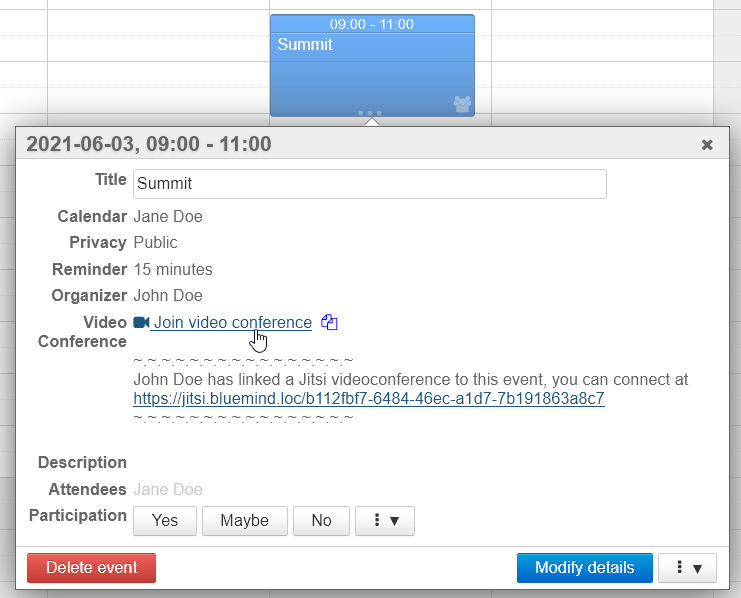 09:00 - 11:00
Summit
2021-06-03, 09:00 - 11:00
Title Summit
Calendar Jane Doe
Privacy Public
Reminder 15 minutes
Organizer John Doe
Video Conference Join video conference
~.~.~.~.~.~.~.~.~.~.~.~.~.~.~.~
John Doe has linked a Jitsi videoconference to this event, you can connect at
https://jitsi.bluemind.loc/b112fbf7-6484-46ec-a1d7-7b191863a8c7
~.~.~.~.~.~.~.~.~.~.~.~.~.~.~.~
Description
Attendees Jane Doe
Participation Yes Maybe No
Delete event Modify details